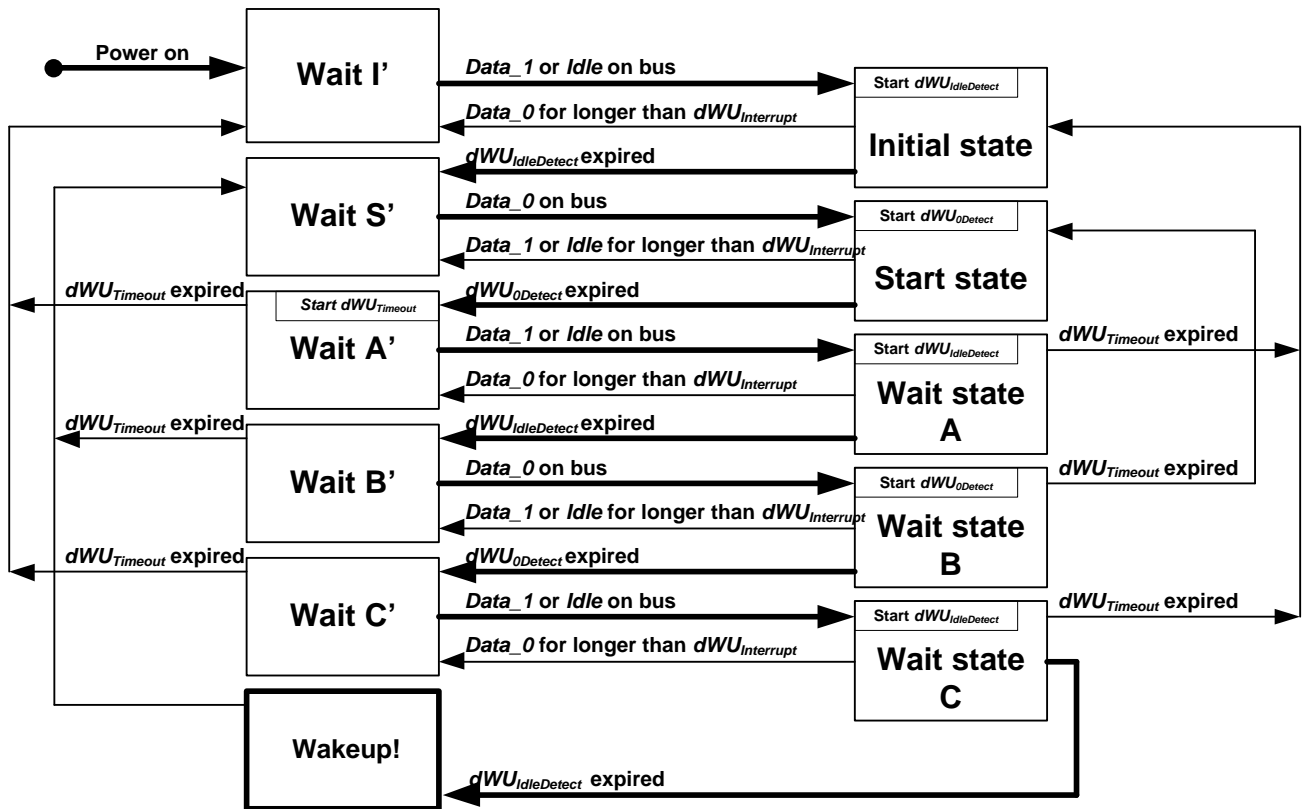 Power on
Wait I’
Data_1 or Idle on bus
Start dWUIdleDetect
Data_0 for longer than dWUInterrupt
Initial state
dWUIdleDetect expired
Wait S’
Data_0 on bus
Start dWU0Detect
Data_1 or Idle for longer than dWUInterrupt
Start state
dWUTimeout expired
dWU0Detect expired
Start dWUTimeout
Wait A’
Data_1 or Idle on bus
Start dWUIdleDetect
dWUTimeout expired
Data_0 for longer than dWUInterrupt
Wait state
A
dWUTimeout expired
dWUIdleDetect expired
Wait B’
Data_0 on bus
Start dWU0Detect
dWUTimeout expired
Data_1 or Idle for longer than dWUInterrupt
Wait state
B
dWUTimeout expired
dWU0Detect expired
Wait C’
Data_1 or Idle on bus
Start dWUIdleDetect
dWUTimeout expired
Data_0 for longer than dWUInterrupt
Wait state
C
Wakeup!
dWUIdleDetect expired